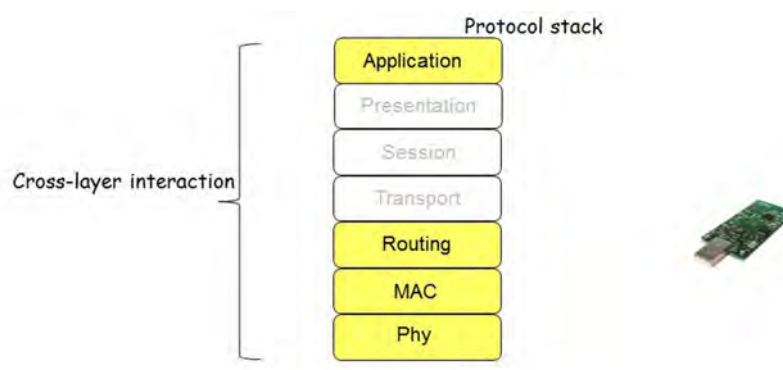 Protocol stack
Application
Presentation
Session
Cross-layer interaction
Transport
Routing
MAC
Phy